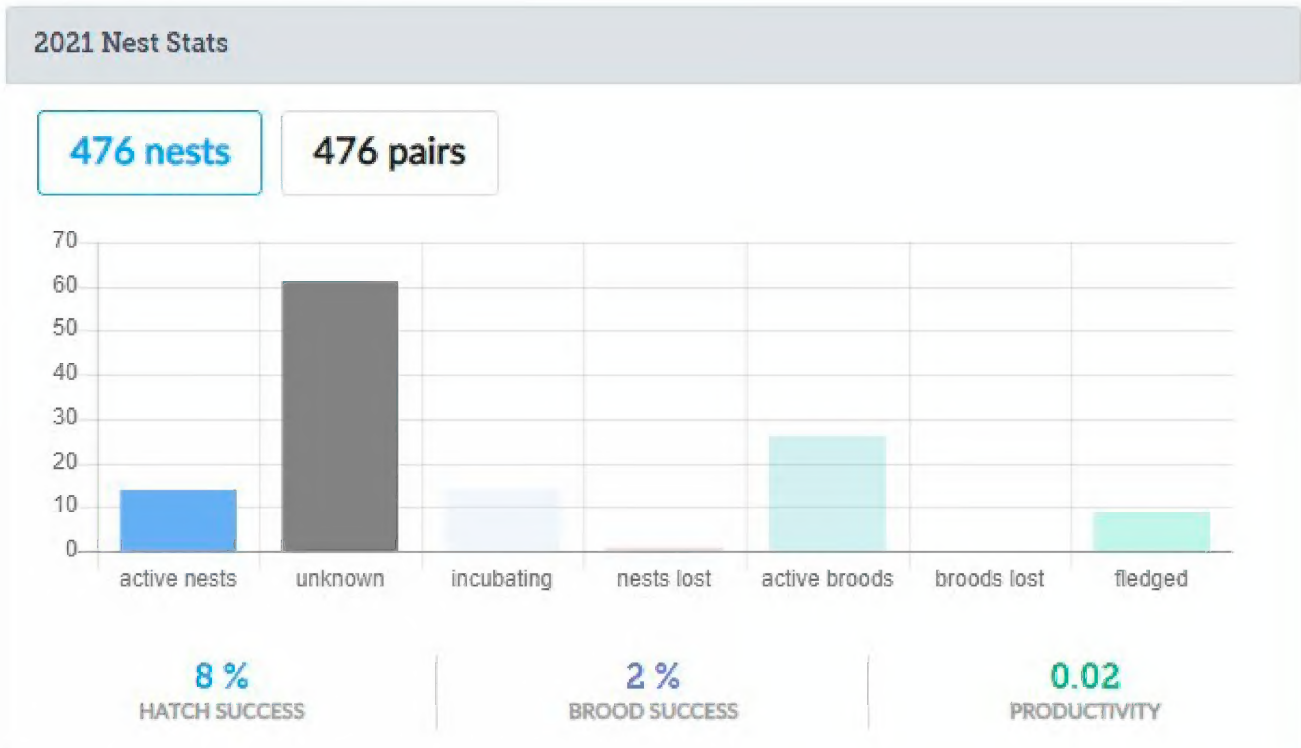 2021 Nest Stats
476 nests 476 pairs
70
60
50
40
30
20
10
0
active nests unknown incubating nests lost active broods broods lost fledged
8 % 2 % 0.02
HATCH SUCCESS BROOD SUCCESS PRODUCTIVITY